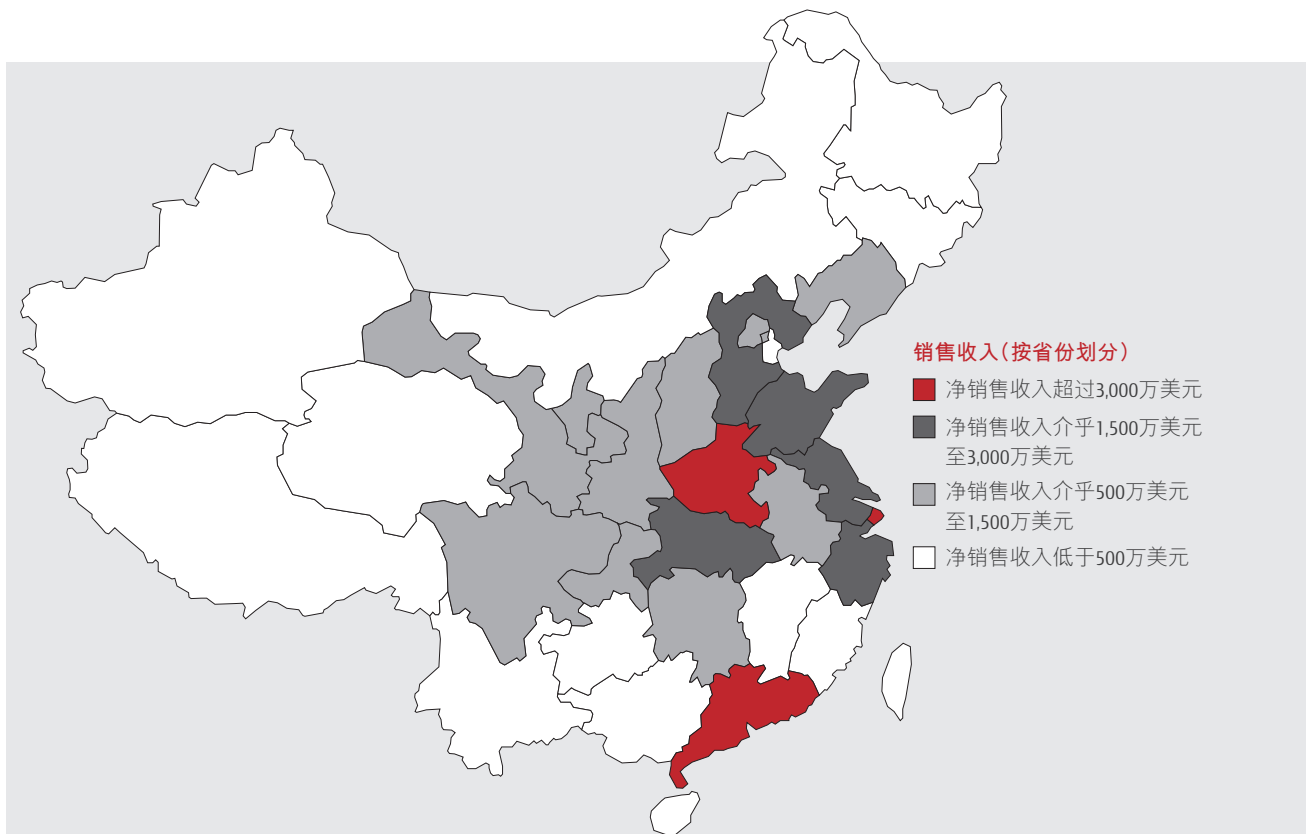 销售收入(按省份划分)
净销售收入超过3,000万美元
净销售收入介乎1,500万美元
至3,000万美元
净销售收入介乎500万美元
至1,500万美元
净销售收入低于500万美元